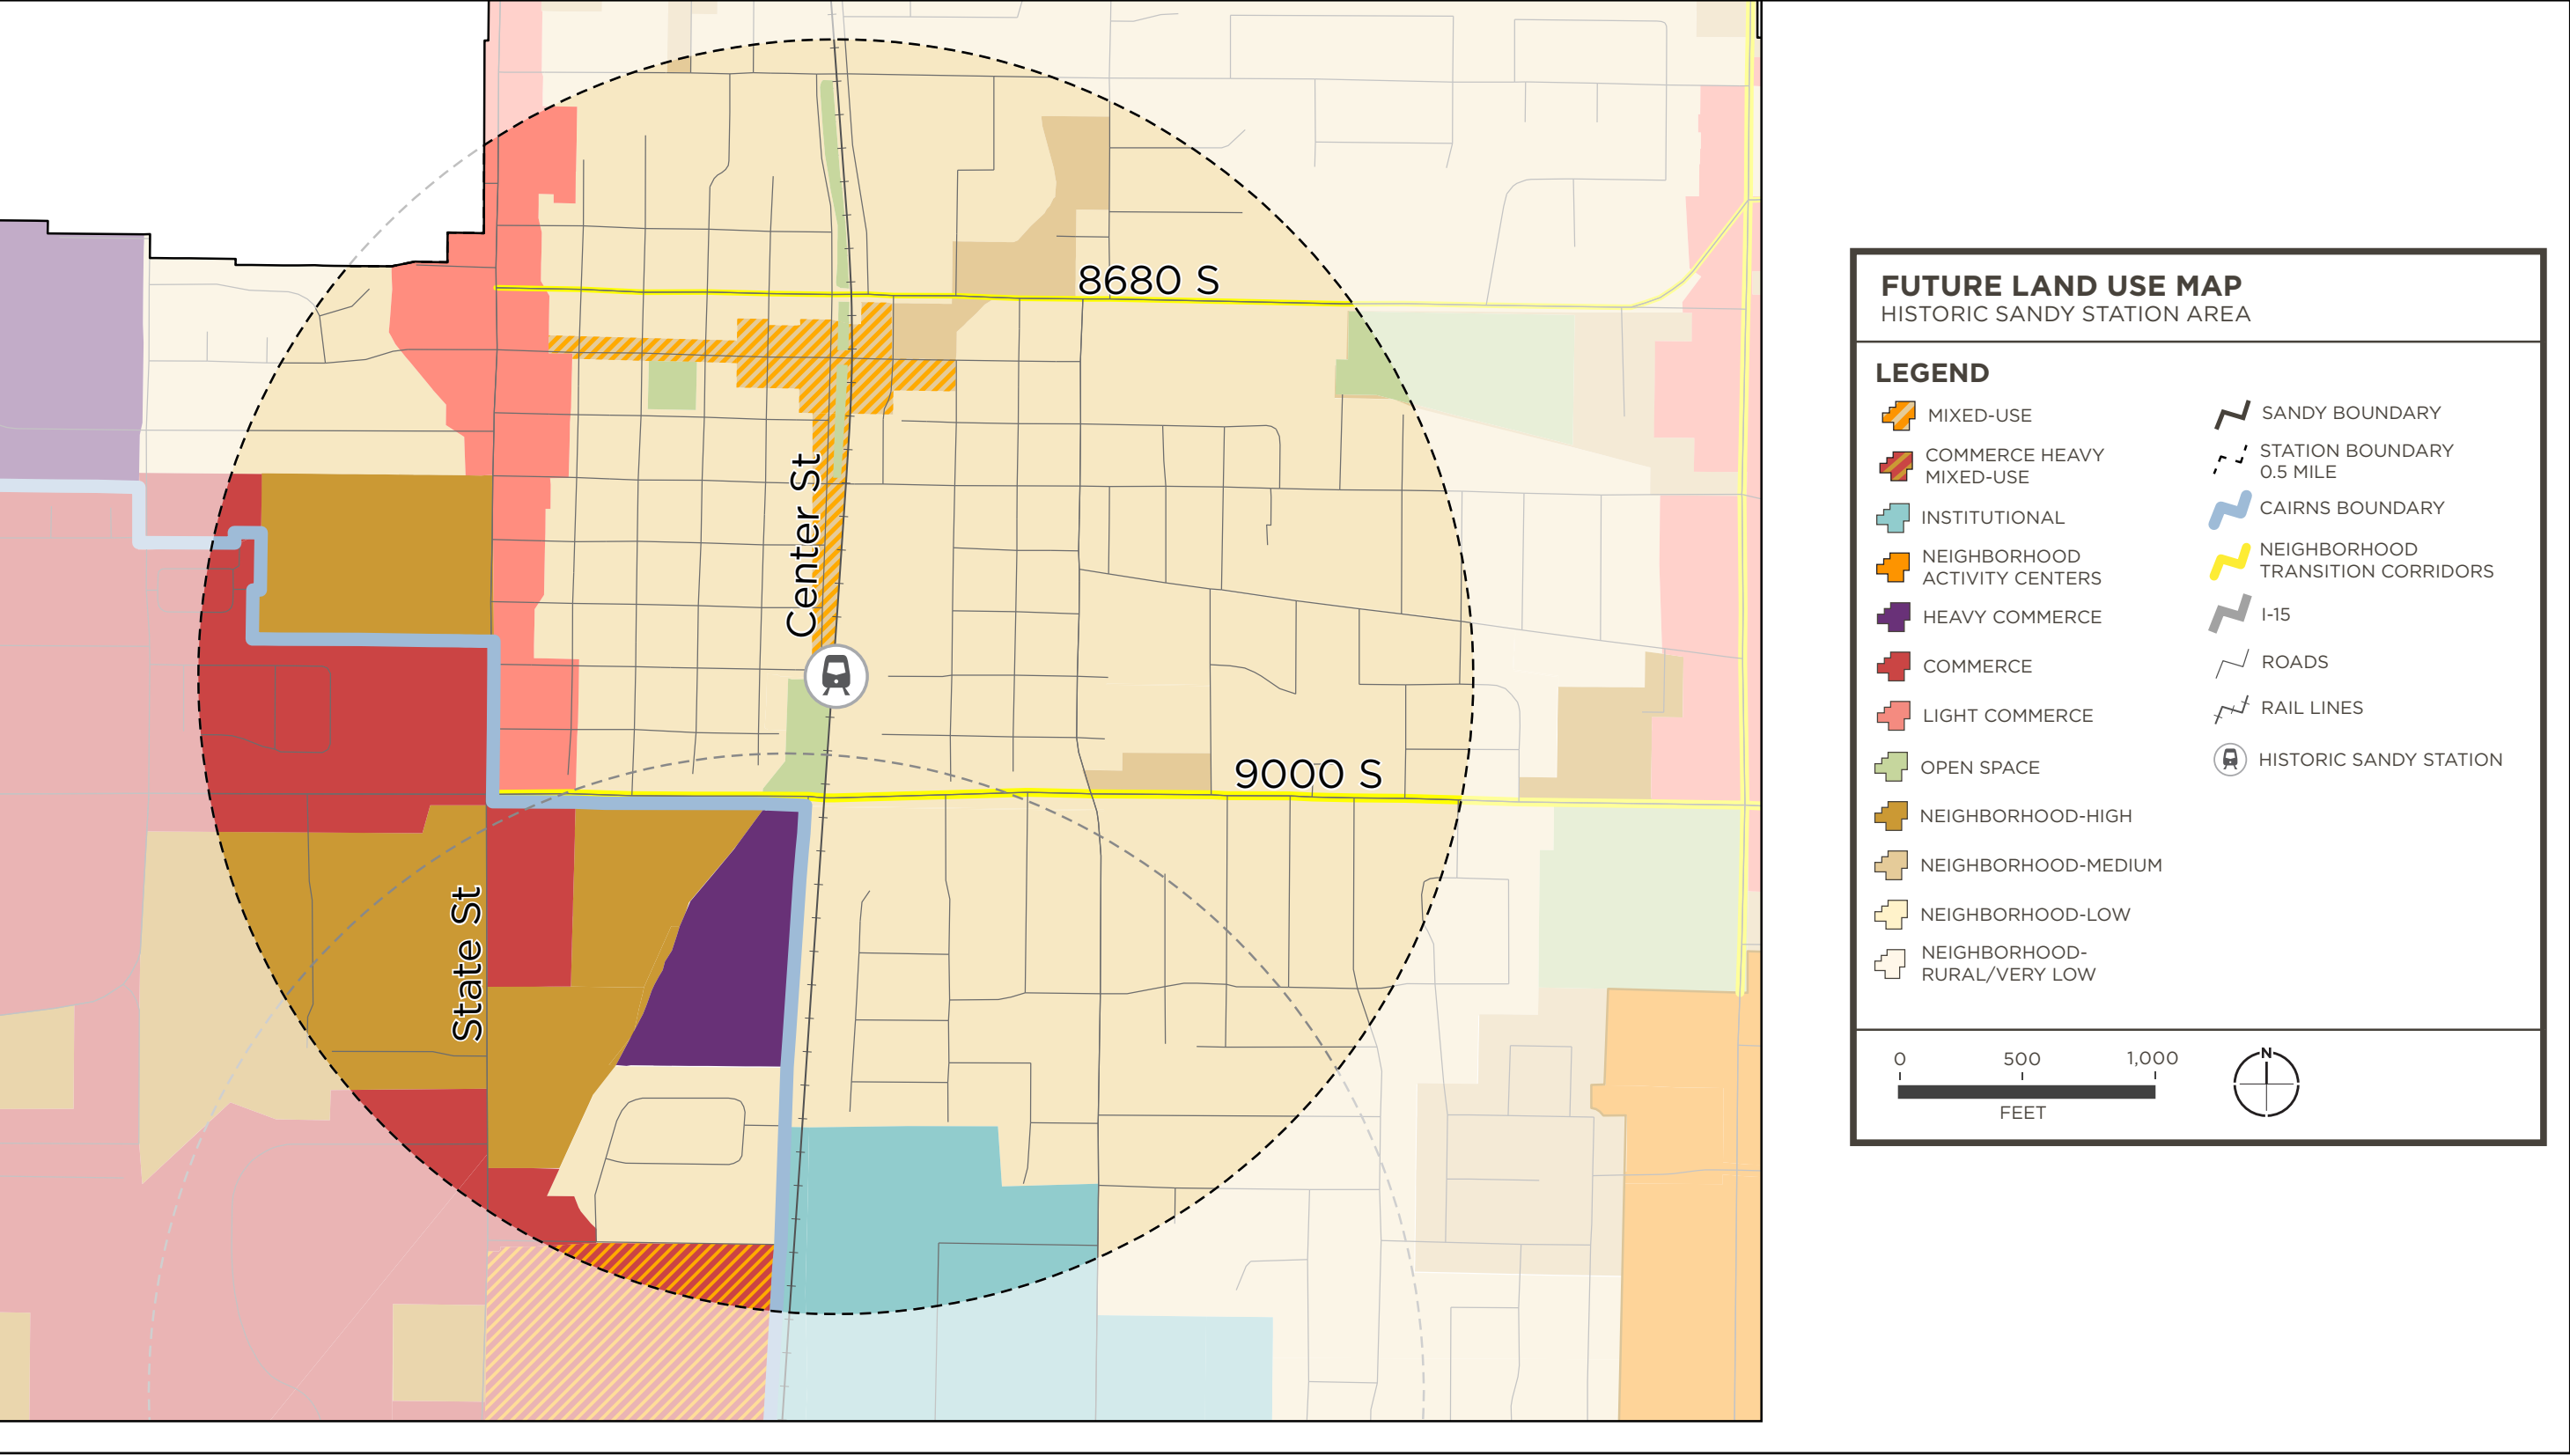 8680 S
Center St
9000 S
State St
FUTURE LAND USE MAP
HISTORIC SANDY STATION AREA
LEGEND
MIXED-USE
COMMERCE HEAVY
MIXED-USE
INSTITUTIONAL
NEIGHBORHOOD
ACTIVITY CENTERS
HEAVY COMMERCE
COMMERCE
LIGHT COMMERCE
OPEN SPACE
NEIGHBORHOOD-HIGH
NEIGHBORHOOD-MEDIUM
NEIGHBORHOOD-LOW
NEIGHBORHOOD-
RURAL/VERY LOW
SANDY BOUNDARY
STATION BOUNDARY
0.5 MILE
CAIRNS BOUNDARY
NEIGHBORHOOD
TRANSITION CORRIDORS
I-15
ROADS
RAIL LINES
HISTORIC SANDY STATION
0 500 1,000
FEET
N